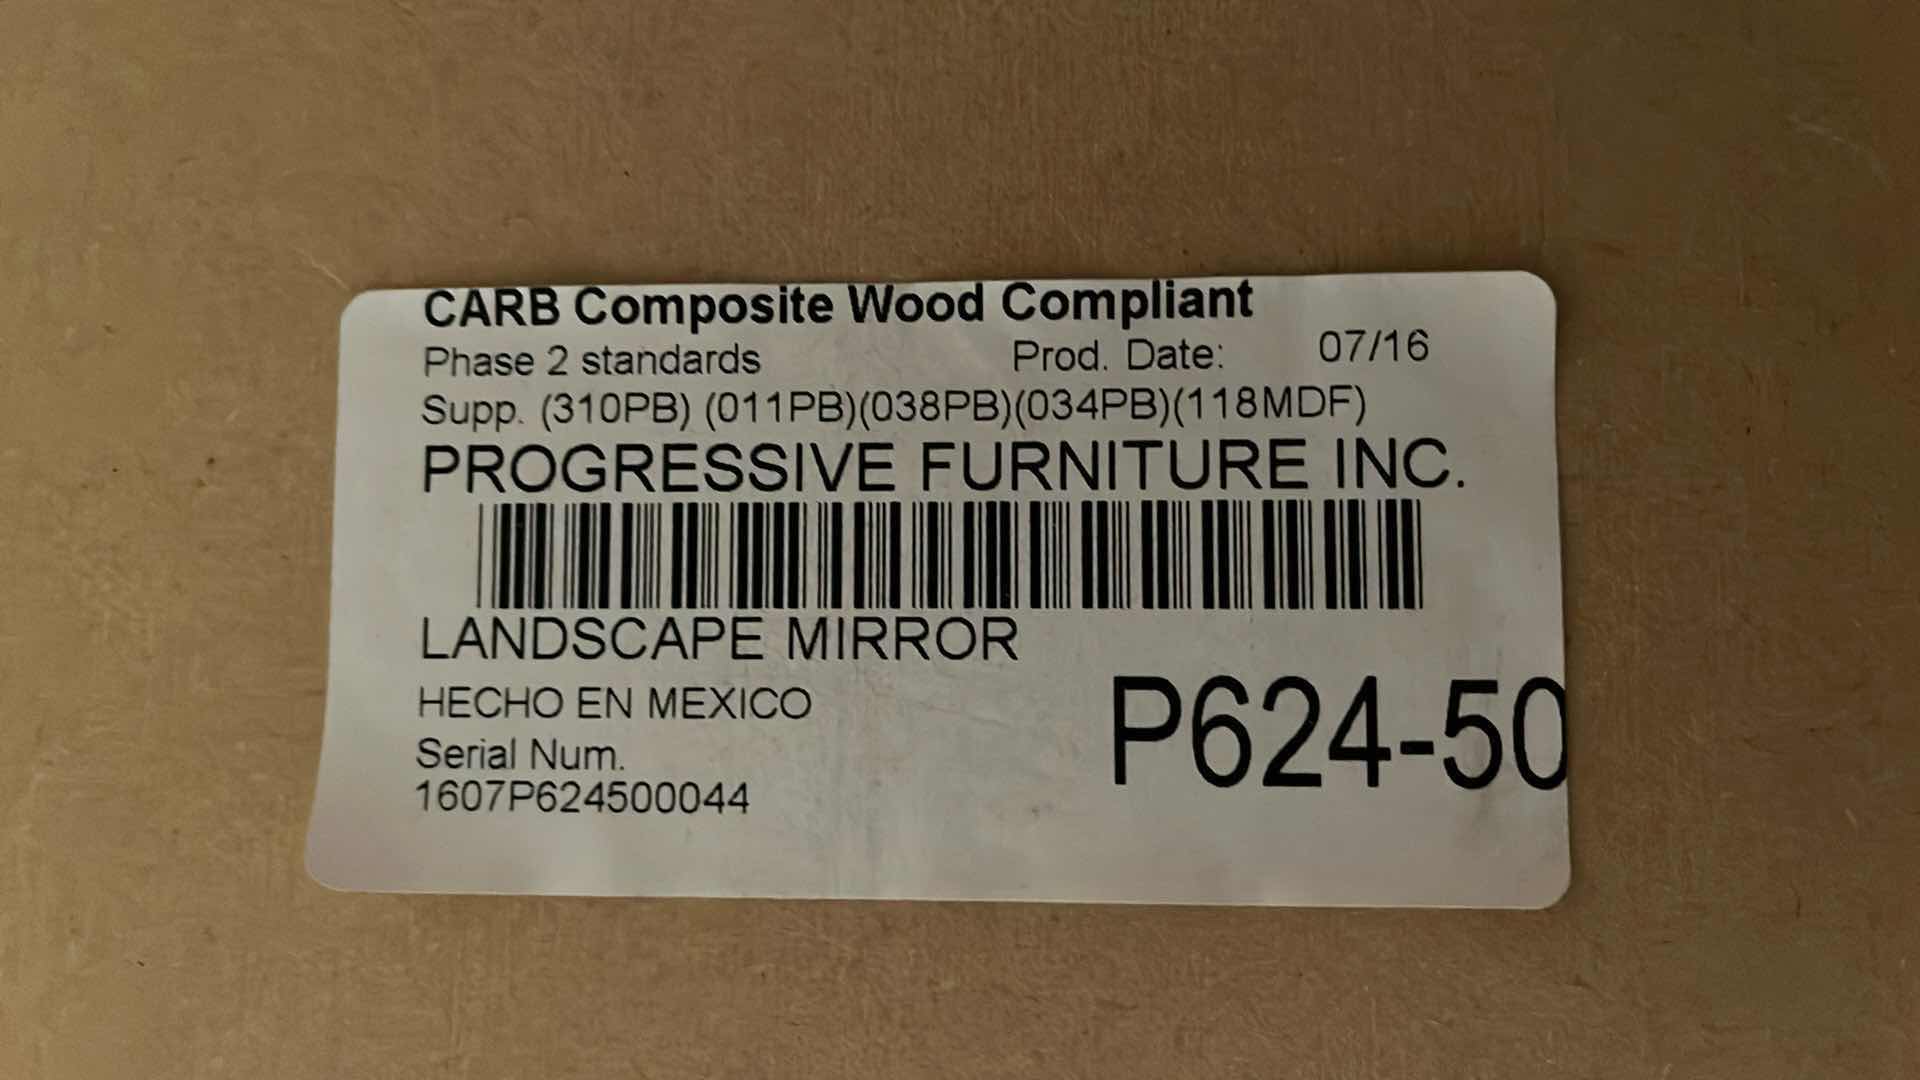 CARB Composite Wood Compliant
Phase 2 standards Prod. Date: 07/16
Supp. (310PB) (011PB)(038PB)(034PB)(118MDF)
PROGRESSIVE FURNITURE INC.
LANDSCAPE MIRROR
HECHO EN MEXICO
P624-50
Serial Num.
1607P624500044